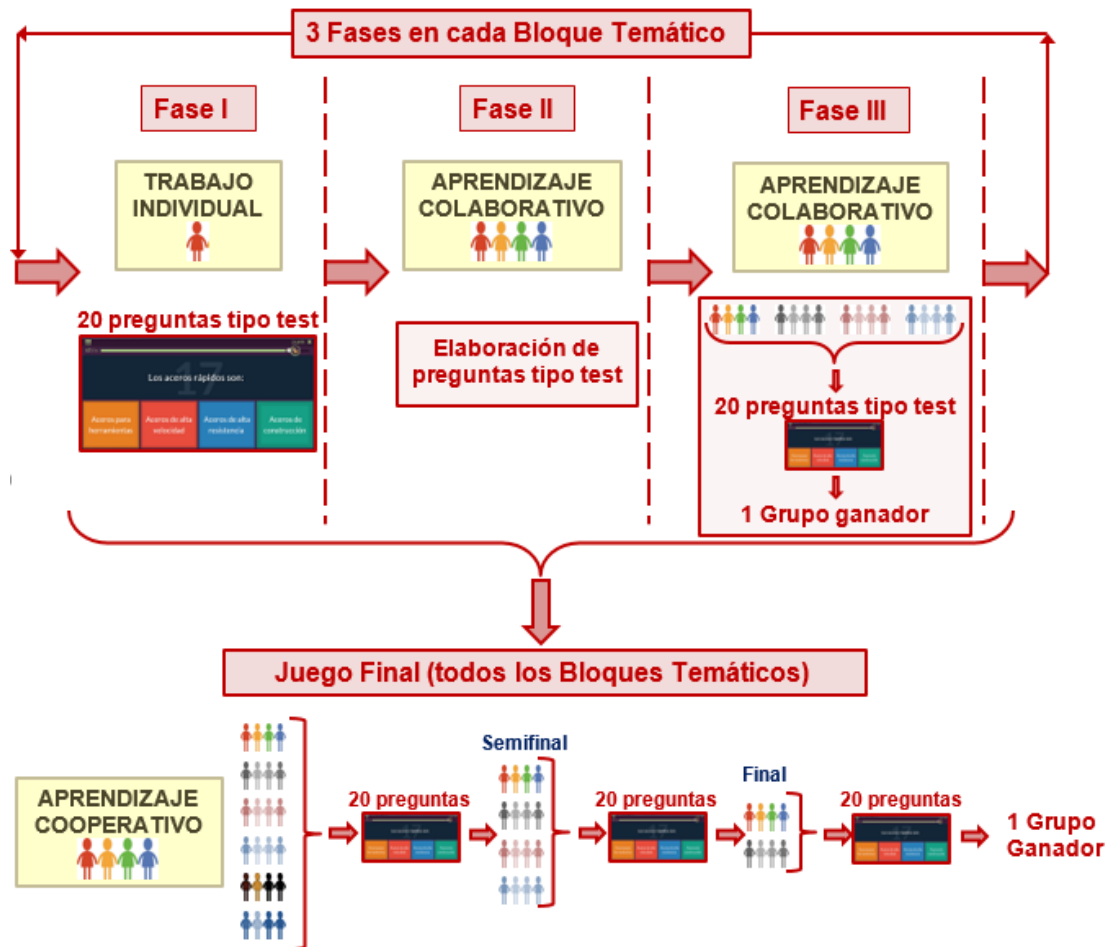 3 Fases en cada Bloque Temático
Fase I
Fase II
Fase III
TRABAJO
INDIVIDUAL
APRENDIZAJE
COLABORATIVO
APRENDIZAJE
COLABORATIVO
20 preguntas tipo test
17
Los aceros rápidos son:
Aceros para
herramientas
Aceros de alta
velocidad
Aceros de alta
resistencia
Aceros de
construcción
Elaboración de
preguntas tipo test
20 preguntas tipo test
1 Grupo ganador
Juego Final (todos los Bloques Temáticos)
APRENDIZAJE
COOPERATIVO
20 preguntas
Semifinal
20 preguntas
Final
20 preguntas
1 Grupo
Ganador